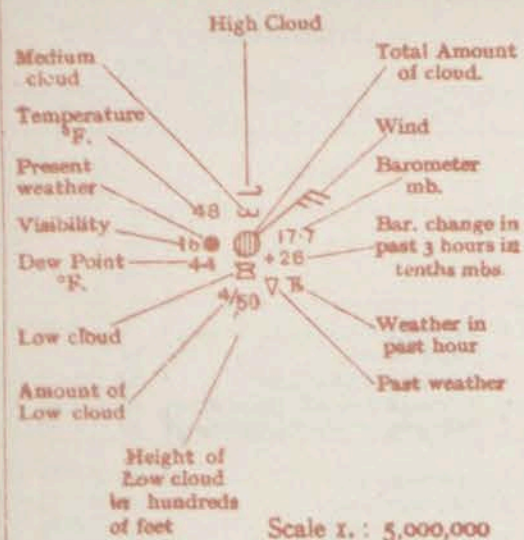 High Cloud
Medium
cloud
Total Amount
of cloud.
Temperature
°F.
Wind
Present
weather
Barometer
mb.
48
Visibility
16
17·7
Bar. change in
past 3 hours in
tenths mbs.
+26
Dew Point
°F.
44
4/50
Low cloud
Weather in
past hour
Amount of
Low cloud
Past weather
Height of
Low cloud
in hundreds
of feet
Scale 1. : 5,000,000